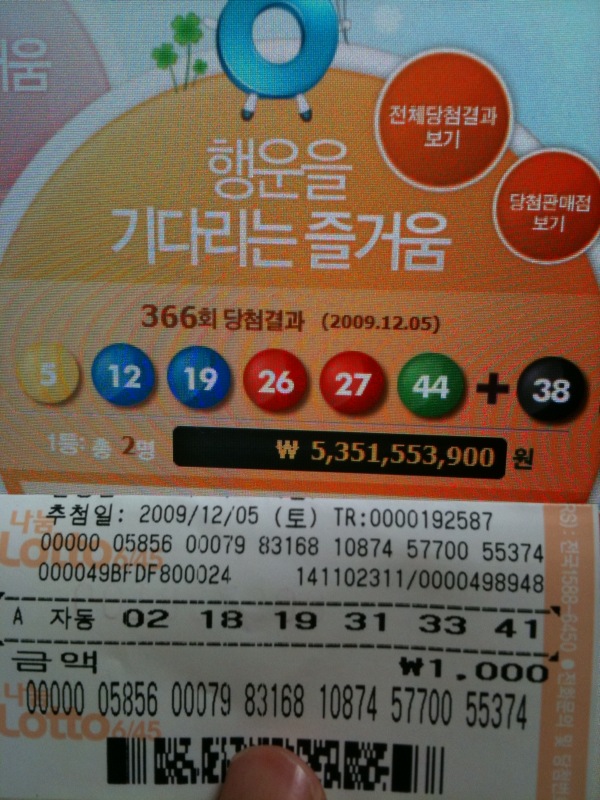 거움
전체당첨결과
보기
행운을
기다리는 즐거움
당첨판매점
보기
366회 당첨결과 (2009.12.05)
5 12 19 26 27 44 + 38
1등: 총 2명 ₩ 5,351,553,900 원
추첨일: 2009/12/05 (토) TR:0000192587
00000 05856 00079 83168 10874 57700 55374
000049BFDF800024 141102311/0000498948
A 자동 02 18 19 31 33 41
금액 ₩1.000
00000 05856 00079 83168 10874 57700 55374
나눔
Lotto 6/45
나눔
Lotto 6/45